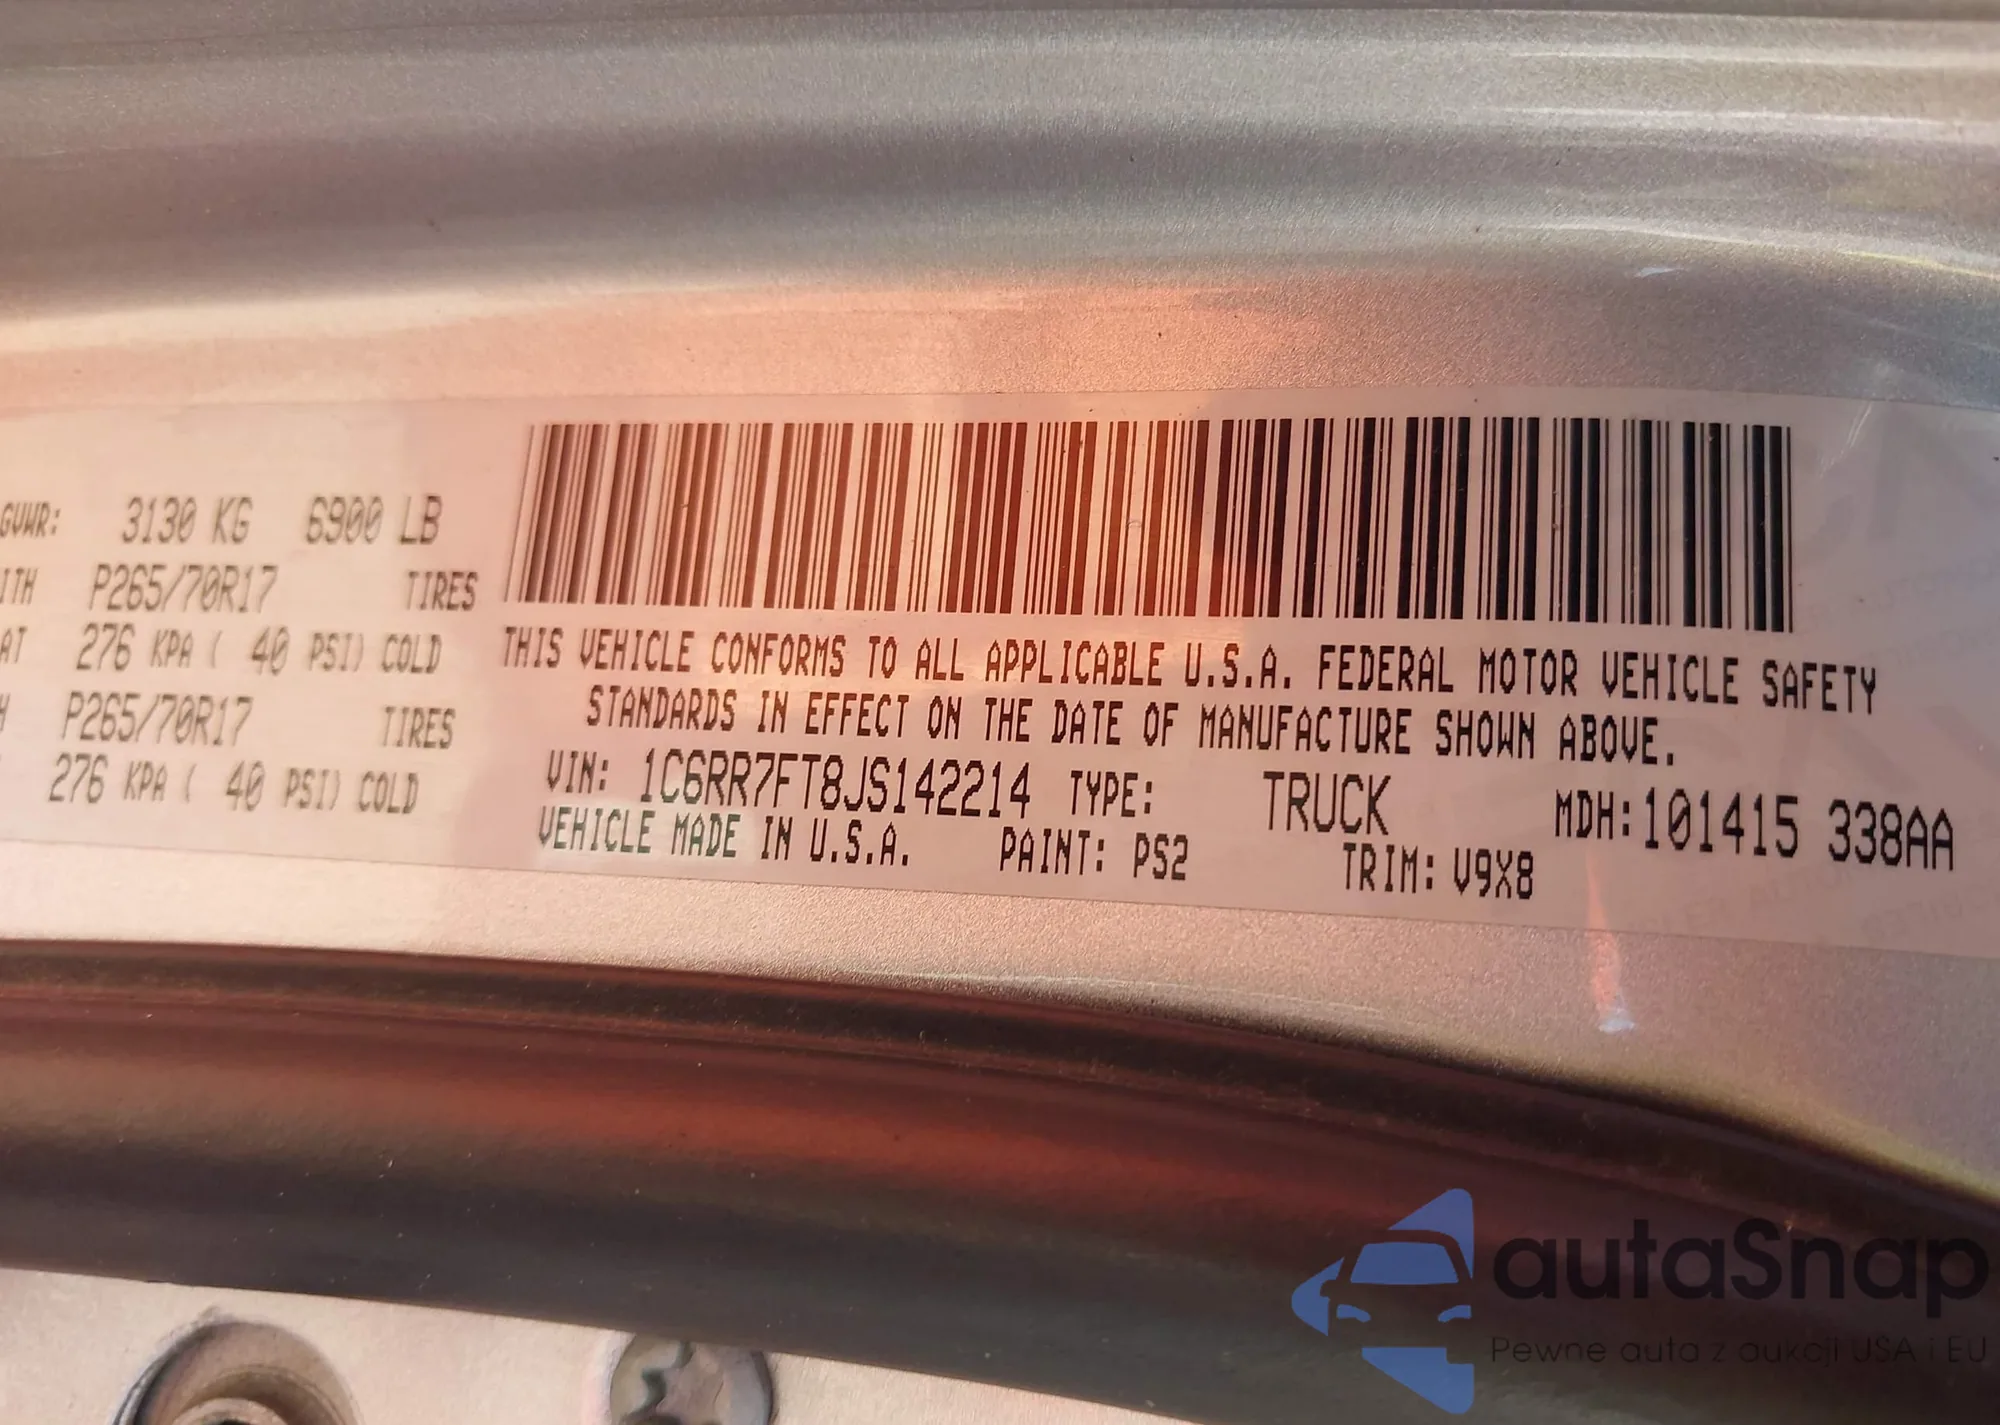 GVWR: 3130 KG 6900 LB
ITH P265/70R17 TIRES
AT 276 KPA ( 40 PSI) COLD
H P265/70R17 TIRES
276 KPA ( 40 PSI) COLD
THIS VEHICLE CONFORMS TO ALL APPLICABLE U.S.A. FEDERAL MOTOR VEHICLE SAFETY
STANDARDS IN EFFECT ON THE DATE OF MANUFACTURE SHOWN ABOVE.
VIN: 1C6RR7FT8JS142214 TYPE: TRUCK MDH:101415 338AA
VEHICLE MADE IN U.S.A. PAINT: PS2 TRIM: V9X8
autaSnap
Pewne auta z aukcji USA i EU